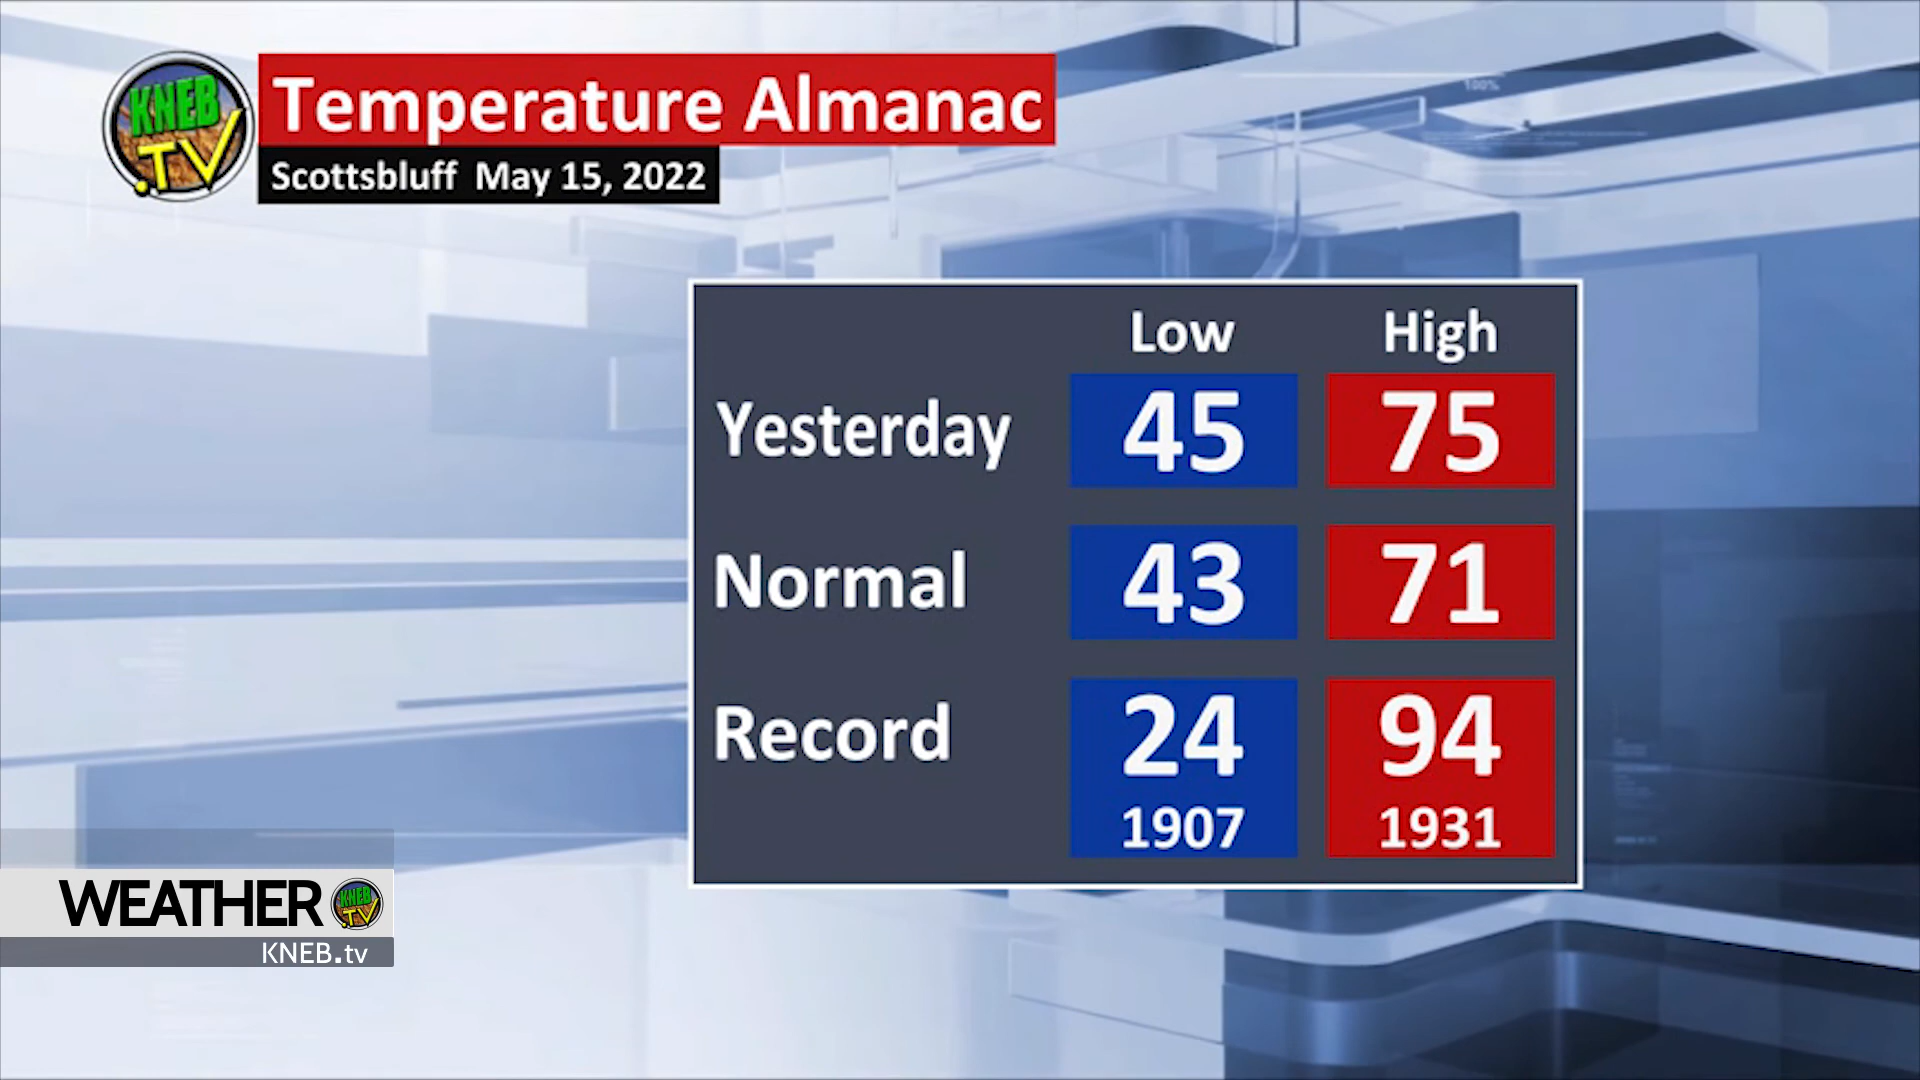 KNEB
.TV
Temperature Almanac
Scottsbluff May 15, 2022
100%
Low High
Yesterday 45 75
Normal 43 71
Record 24 94
1907 1931
WEATHER KNEB .TV
KNEB.tv